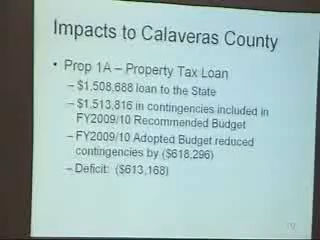 Impacts to Calaveras County
• Prop 1A – Property Tax Loan
– $1,508,688 loan to the State
– $1,513,816 in contingencies included in
FY2009/10 Recommended Budget
– FY2009/10 Adopted Budget reduced
contingencies by ($618,296)
– Deficit: ($613,168)